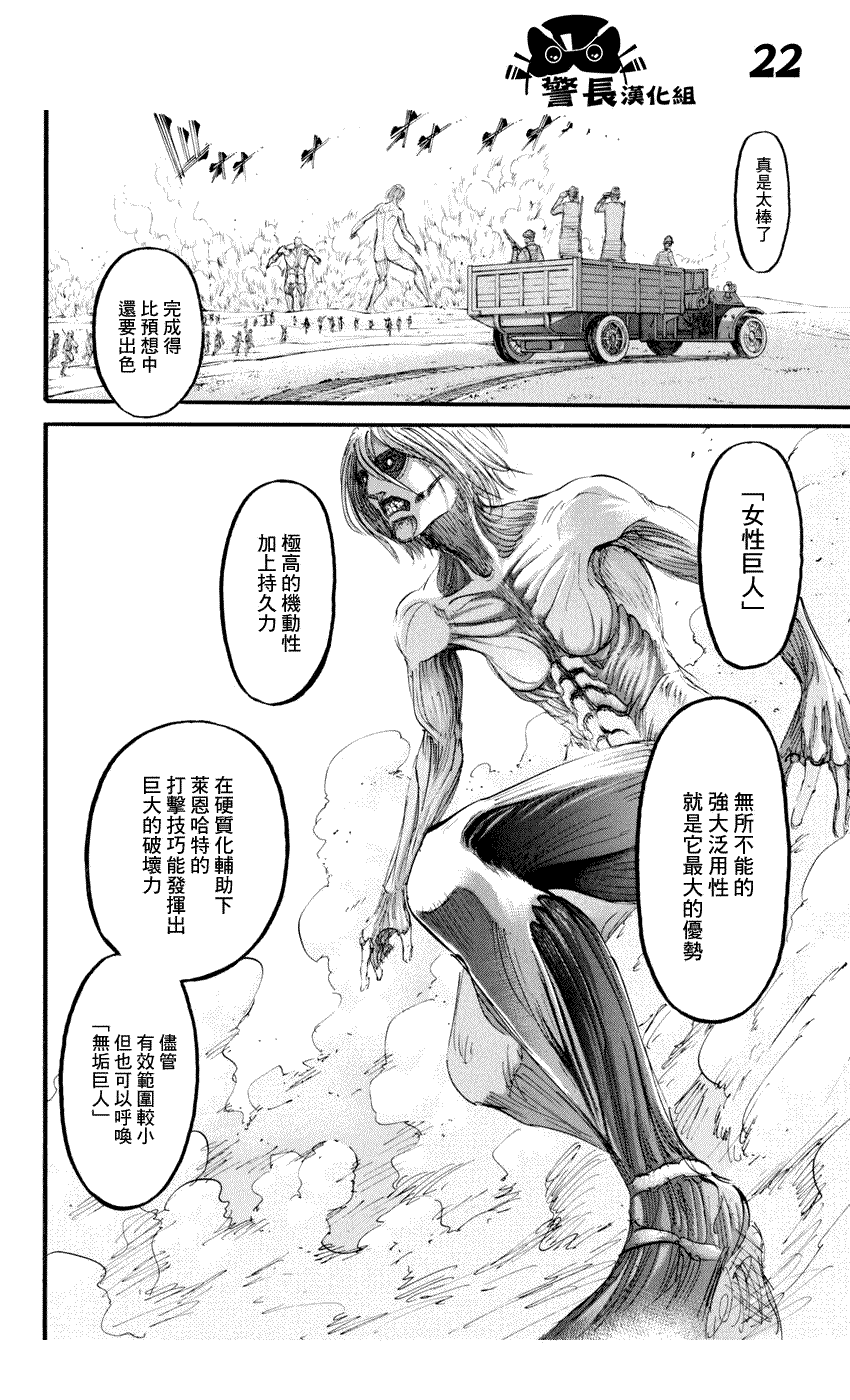 22
警長漢化組
真是太棒了
完成得
比預想中
還要出色
「女性巨人」
無所不能的
強大泛用性
就是它最大的優勢
極高的機動性
加上持久力
在硬質化輔助下
萊恩哈特的
打擊技巧能發揮出
巨大的破壞力
儘管
有效範圍較小
但也可以呼喚
「無垢巨人」